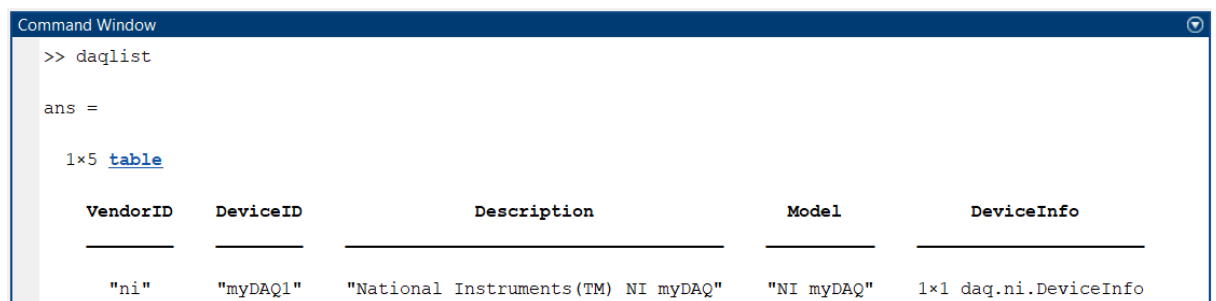 Command Window
>> daqlist
ans =
1×5 table
VendorID DeviceID Description Model DeviceInfo
"ni" "myDAQ1" "National Instruments(TM) NI myDAQ" "NI myDAQ" 1×1 daq.ni.DeviceInfo